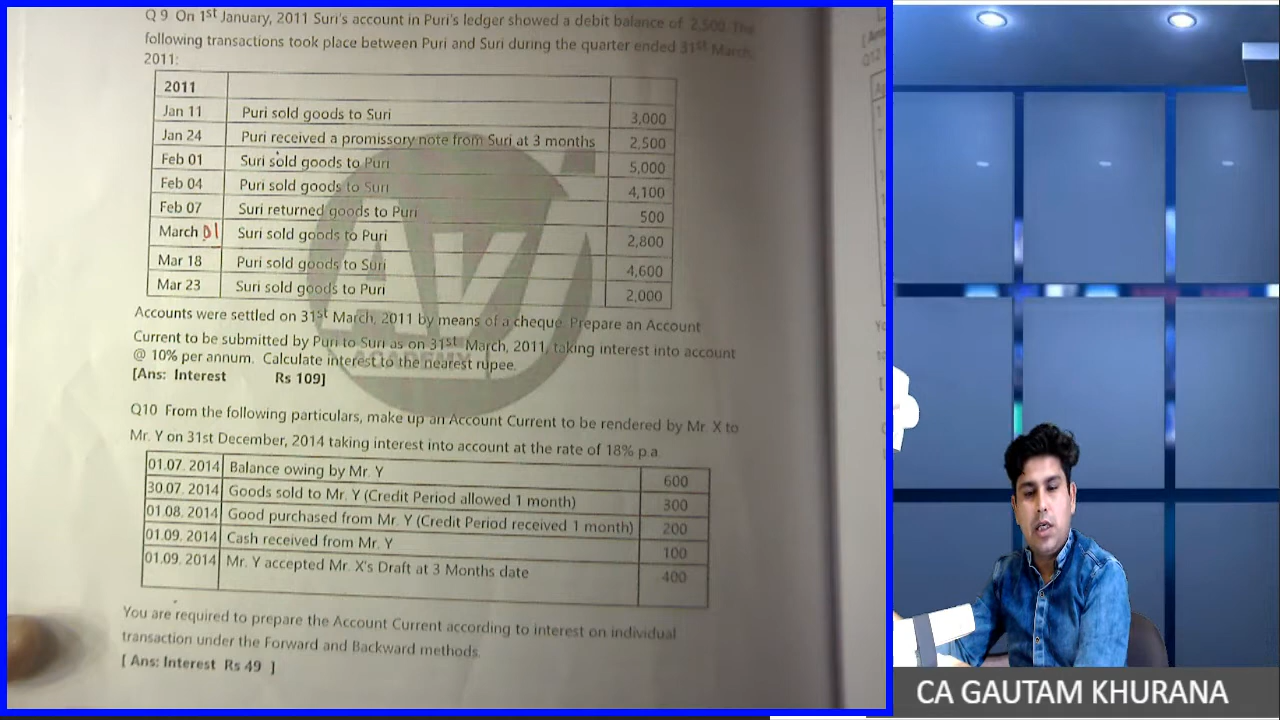 Q 9 On 1st January, 2011 Suri's account in Puri's ledger showed a debit balance of 2,500. The
following transactions took place between Puri and Suri during the quarter ended 31st March,
2011:
2011
Jan 11 Puri sold goods to Suri 3,000
Jan 24 Puri received a promissory note from Suri at 3 months 2,500
Feb 01 Suri sold goods to Puri 5,000
Feb 04 Puri sold goods to Suri 4,100
Feb 07 Suri returned goods to Puri 500
March 01 Suri sold goods to Puri 2,800
Mar 18 Puri sold goods to Suri 4,600
Mar 23 Suri sold goods to Puri 2,000
Accounts were settled on 31st March, 2011 by means of a cheque. Prepare an Account
Current to be submitted by Puri to Suri as on 31st March, 2011, taking interest into account
@ 10% per annum. Calculate interest to the nearest rupee.
[Ans: Interest Rs 109]
Q10 From the following particulars, make up an Account Current to be rendered by Mr. X to
Mr. Y on 31st December, 2014 taking interest into account at the rate of 18% p.a.
01.07. 2014 Balance owing by Mr. Y 600
30.07. 2014 Goods sold to Mr. Y (Credit Period allowed 1 month) 300
01.08. 2014 Good purchased from Mr. Y (Credit Period received 1 month) 200
01.09. 2014 Cash received from Mr. Y 100
01.09. 2014 Mr. Y accepted Mr. X's Draft at 3 Months date 400
You are required to prepare the Account Current according to interest on individual
transaction under the Forward and Backward methods.
[ Ans: Interest Rs 49 ]
AVJ
ACADEMY
Q12
CA GAUTAM KHURANA